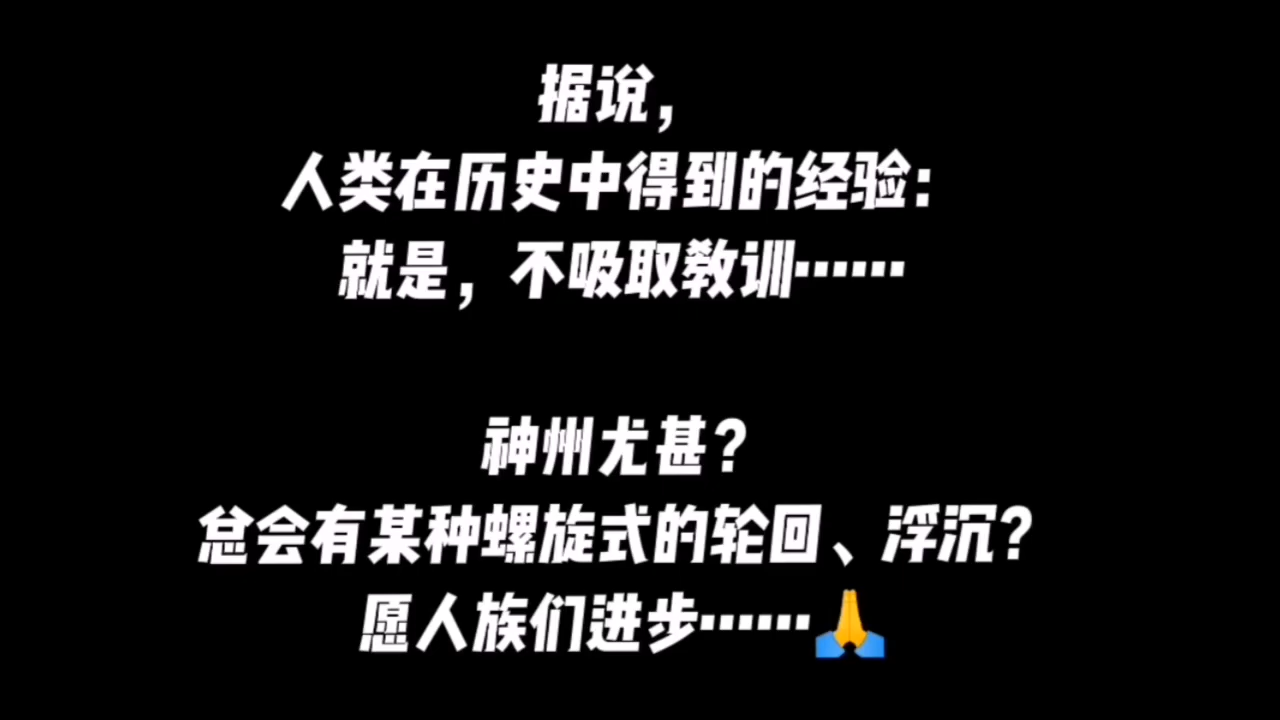 据说，
人类在历史中得到的经验：
就是，不吸取教训……
神州尤甚？
总会有某种螺旋式的轮回、浮沉？
愿人族们进步……🙏